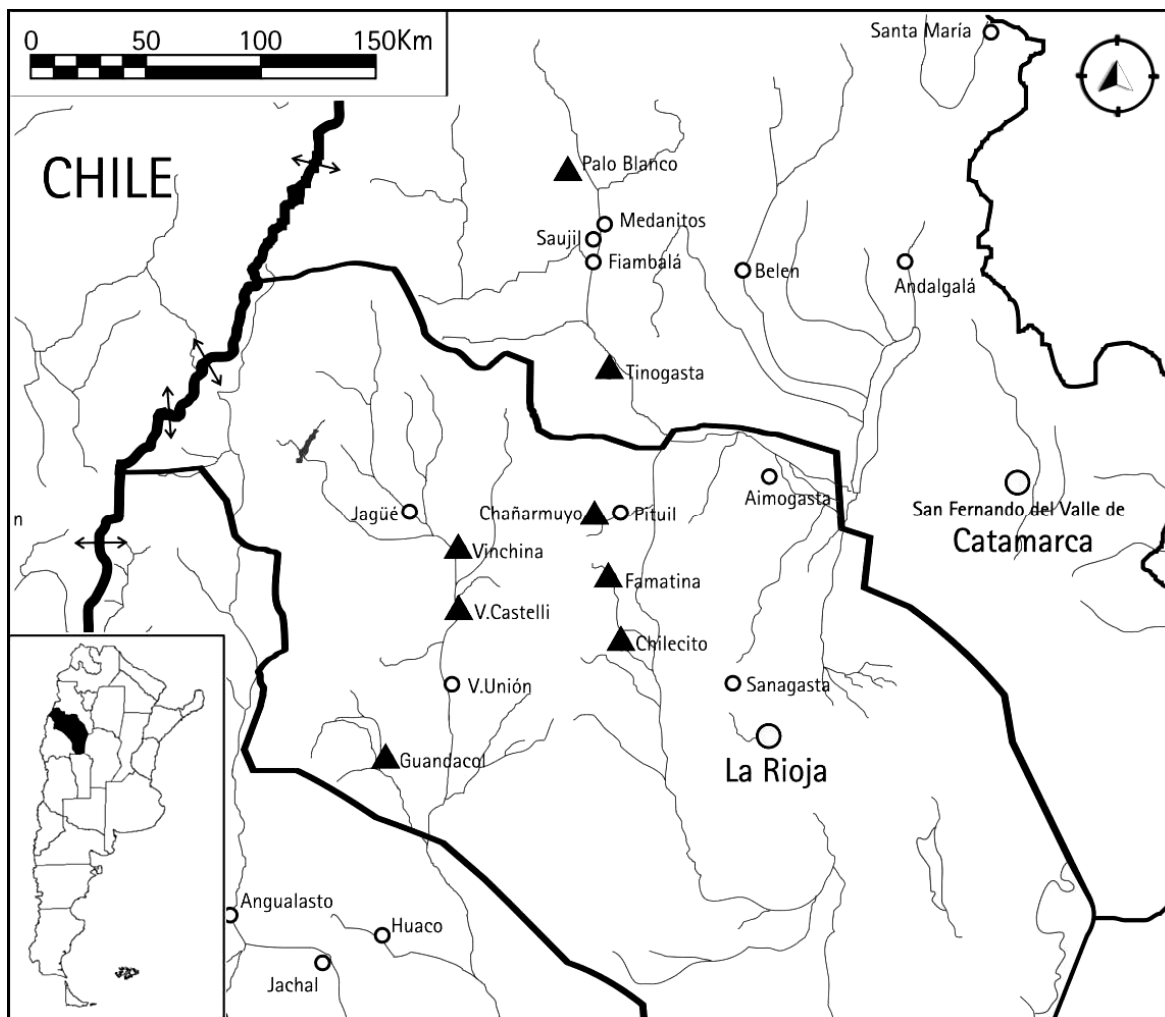 0 50 100 150Km
Santa María
CHILE
Palo Blanco
Medanitos
Saujil
Fiambalá
Belen
Andalgalá
Tinogasta
Aimogasta
San Fernando del Valle de
Catamarca
Jagüé
Chañarmuyo
Pituil
n
Vinchina
Famatina
V.Castelli
Chilecito
V.Unión
Sanagasta
Guandacol
La Rioja
Angualasto
Huaco
Jachal